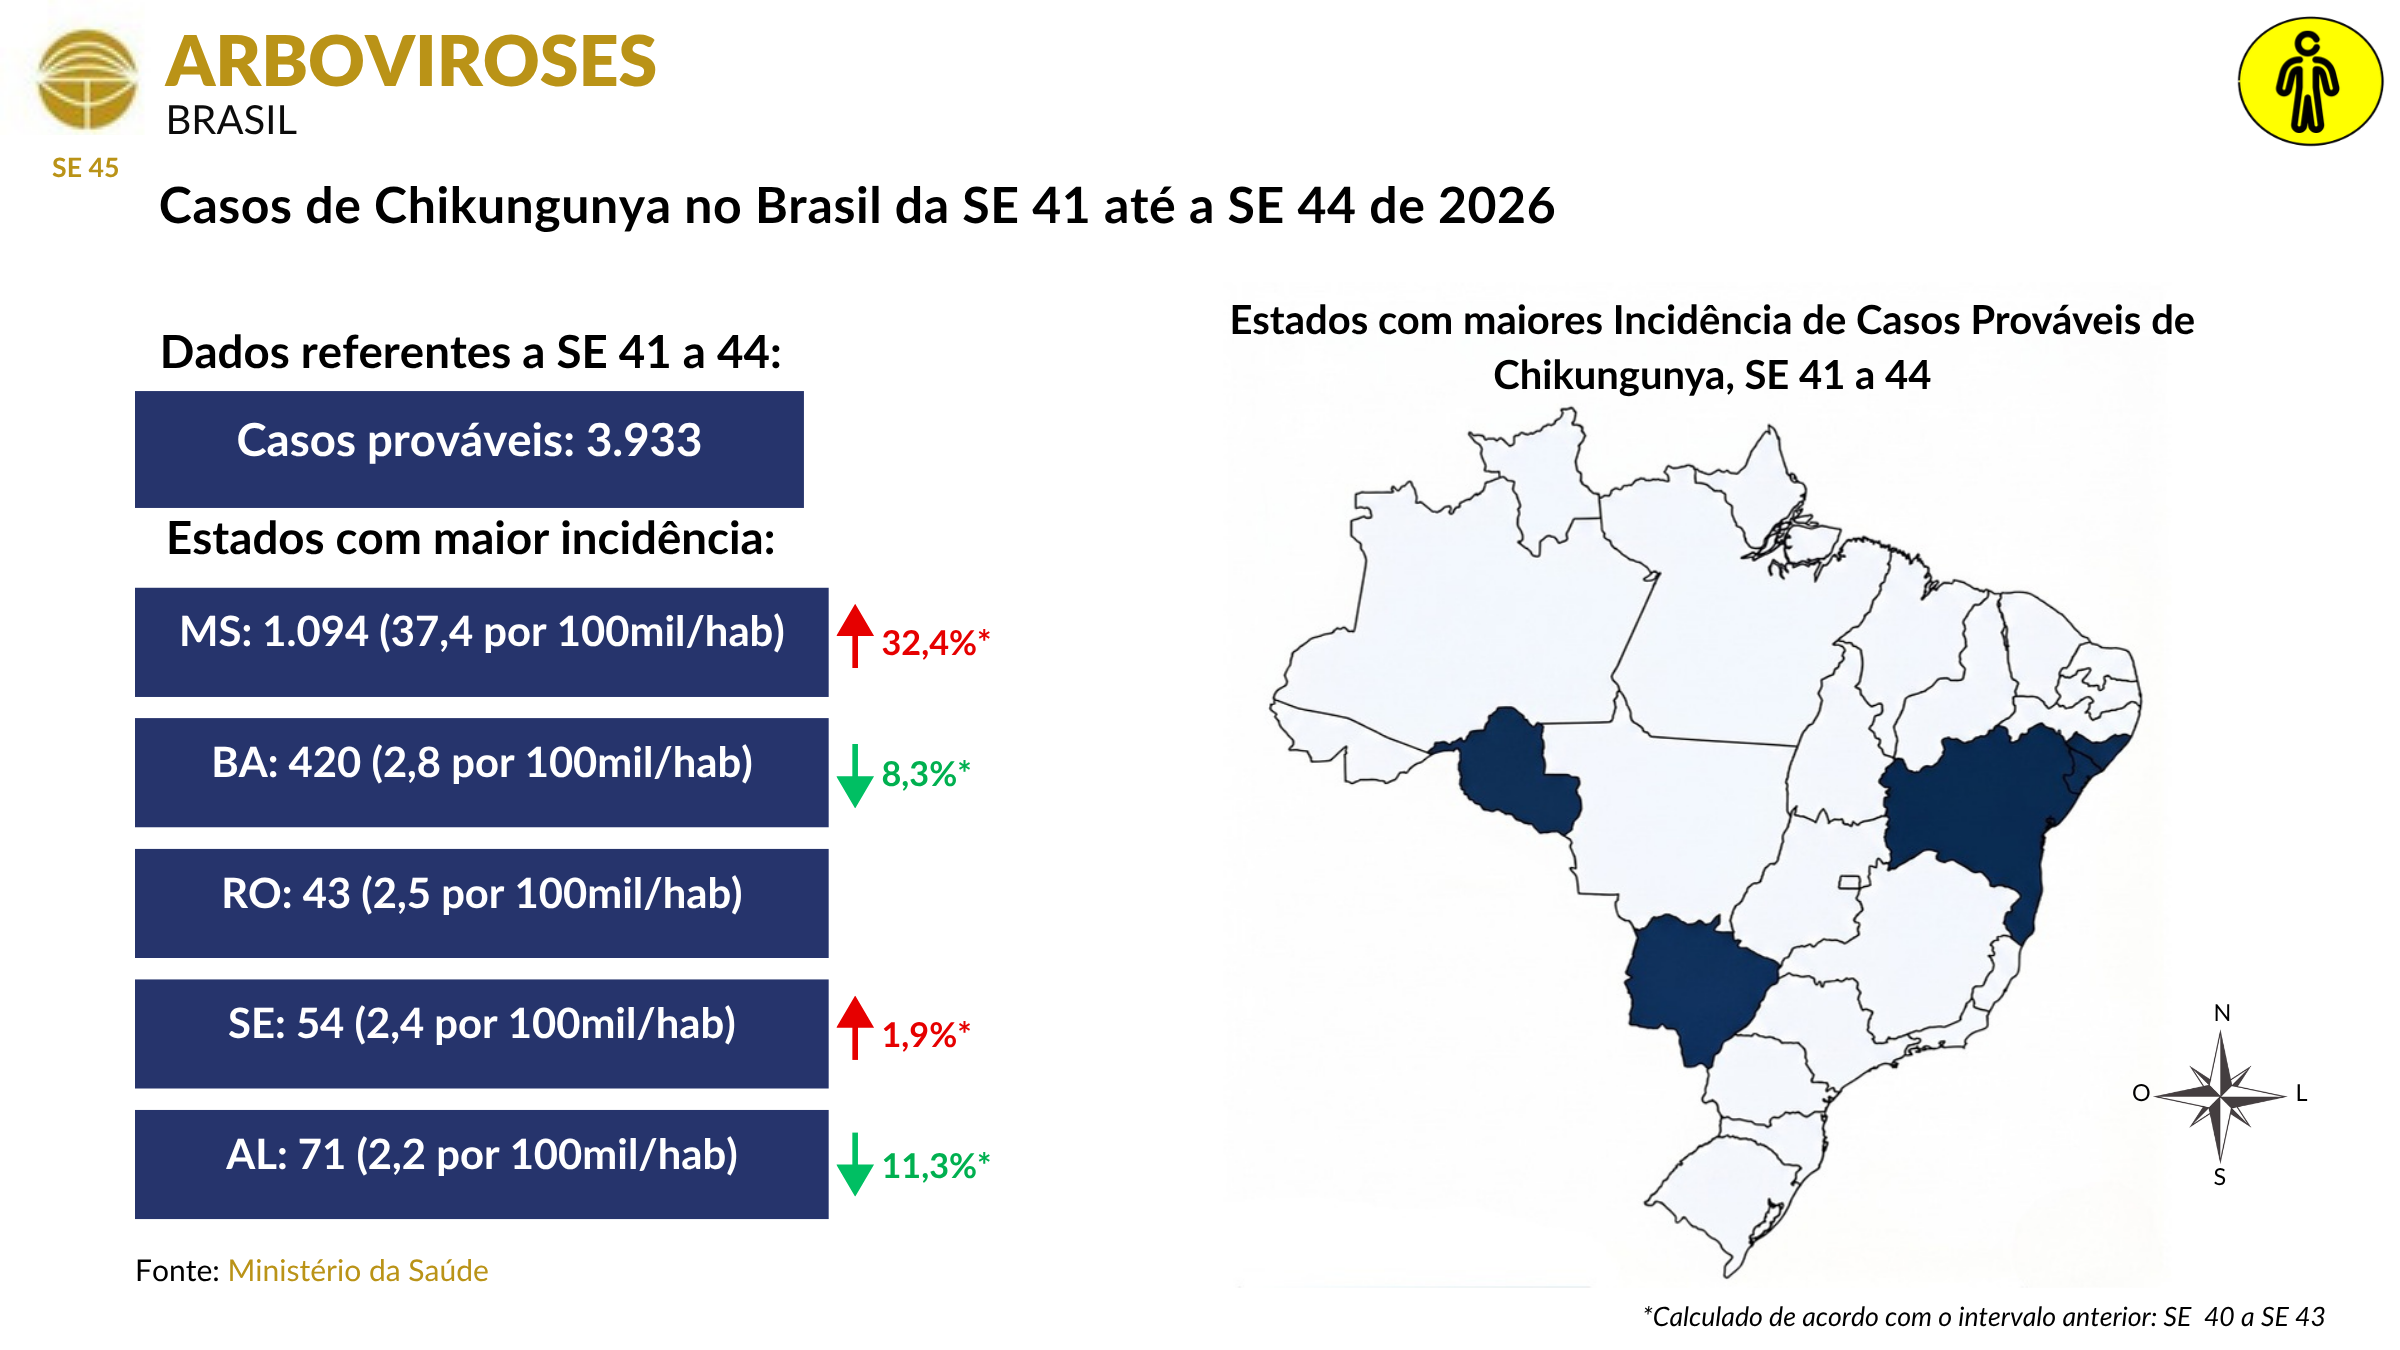 ARBOVIROSES
BRASIL
SE 45
Casos de Chikungunya no Brasil da SE 41 até a SE 44 de 2026
Dados referentes a SE 41 a 44:
Casos prováveis: 3.933
Estados com maior incidência:
MS: 1.094 (37,4 por 100mil/hab)
32,4%*
BA: 420 (2,8 por 100mil/hab)
8,3%*
RO: 43 (2,5 por 100mil/hab)
SE: 54 (2,4 por 100mil/hab)
1,9%*
AL: 71 (2,2 por 100mil/hab)
11,3%*
Fonte: Ministério da Saúde
Estados com maiores Incidência de Casos Prováveis de
Chikungunya, SE 41 a 44
N
O
L
S
*Calculado de acordo com o intervalo anterior: SE  40 a SE 43